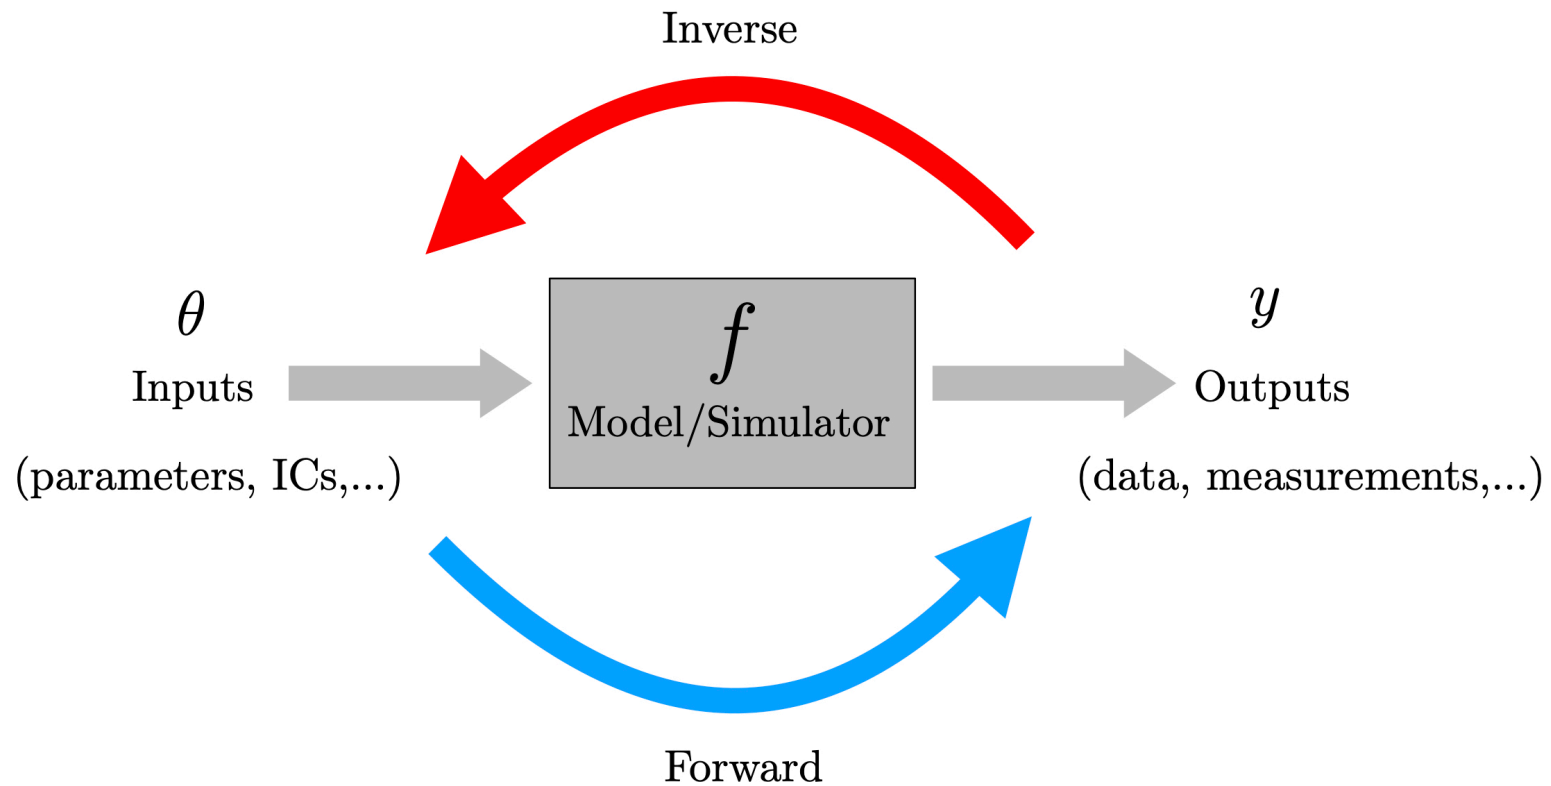 Inverse
θ
f
y
Inputs
Model/Simulator
Outputs
(parameters, ICs,...)
(data, measurements,...)
Forward